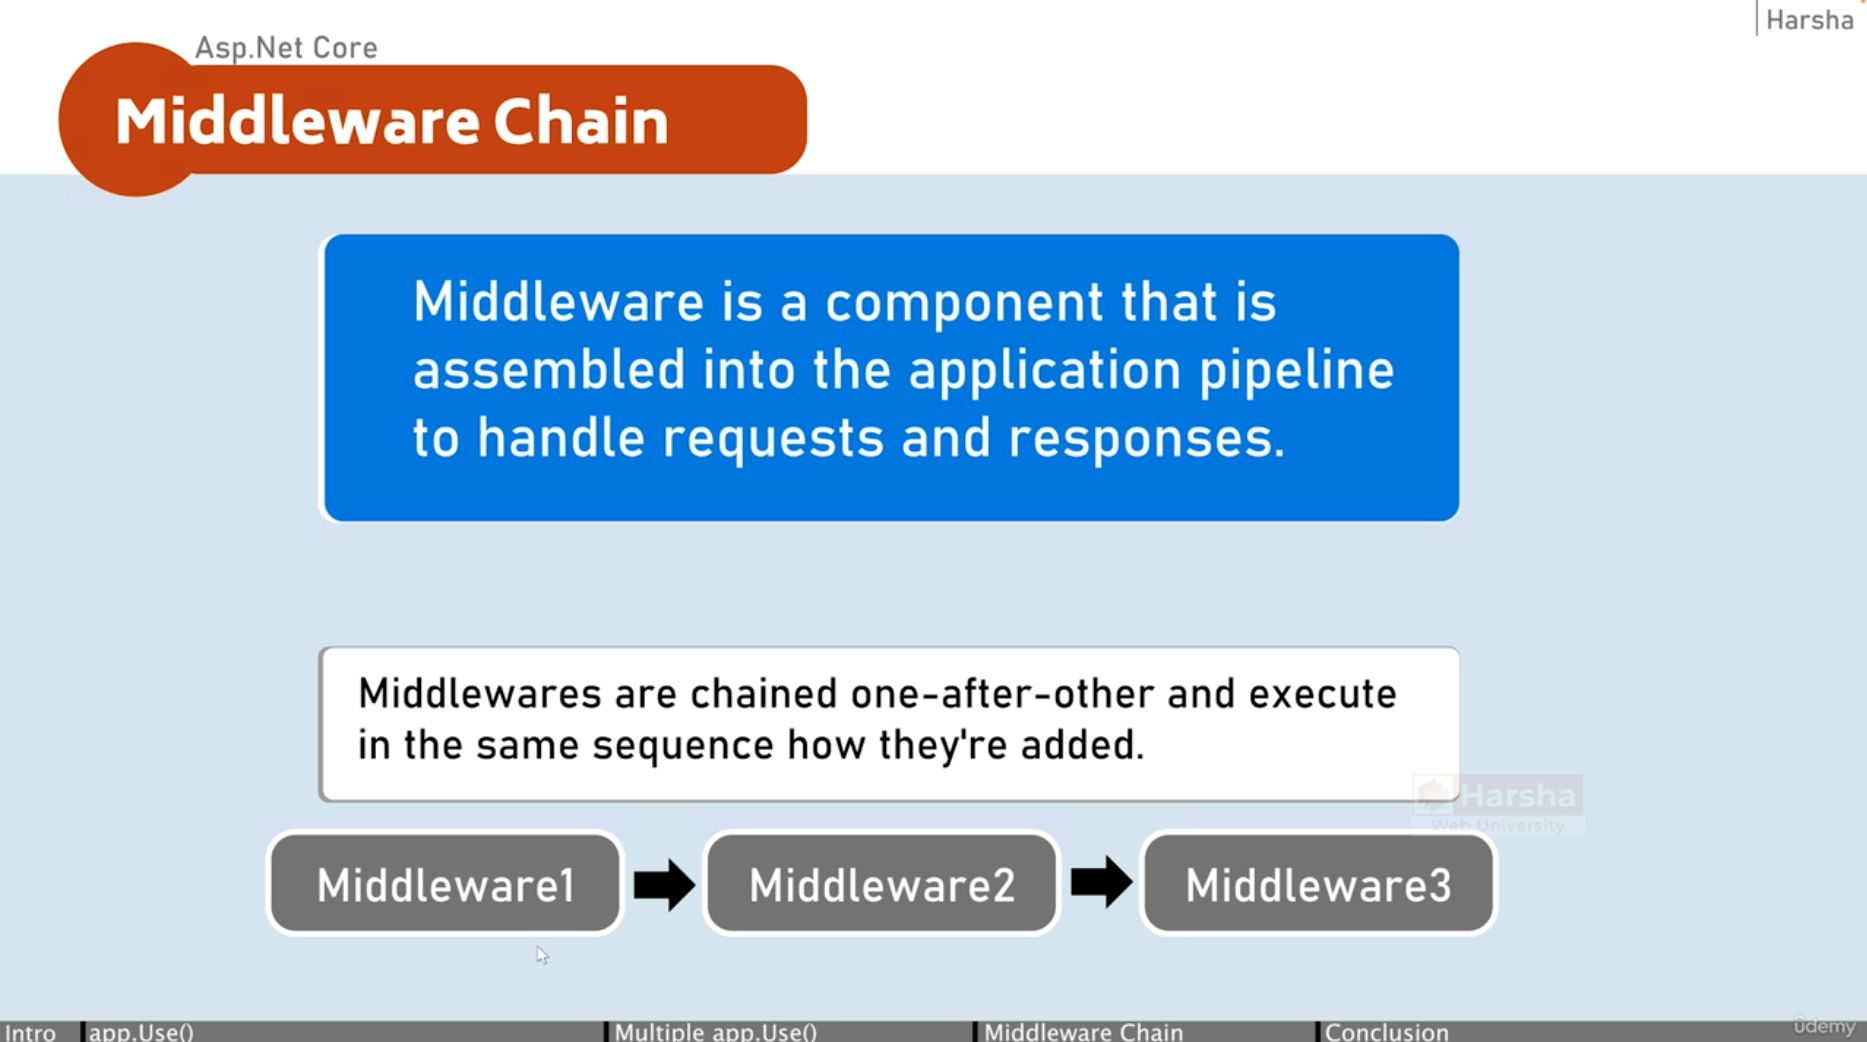 Harsha
Asp.Net Core
Middleware Chain
Middleware is a component that is
assembled into the application pipeline
to handle requests and responses.
Middlewares are chained one-after-other and execute
in the same sequence how they're added.
Harsha
Web University
Middleware1
Middleware2
Middleware3
Intro
app.Use()
Multiple app.Use()
Middleware Chain
Conclusion
ûdemy